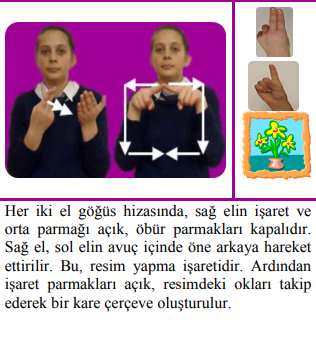 Her iki el göğüs hizasında, sağ elin işaret ve
orta parmağı açık, öbür parmakları kapalıdır.
Sağ el, sol elin avuç içinde öne arkaya hareket
ettirilir. Bu, resim yapma işaretidir. Ardından
işaret parmakları açık, resimdeki okları takip
ederek bir kare çerçeve oluşturulur.